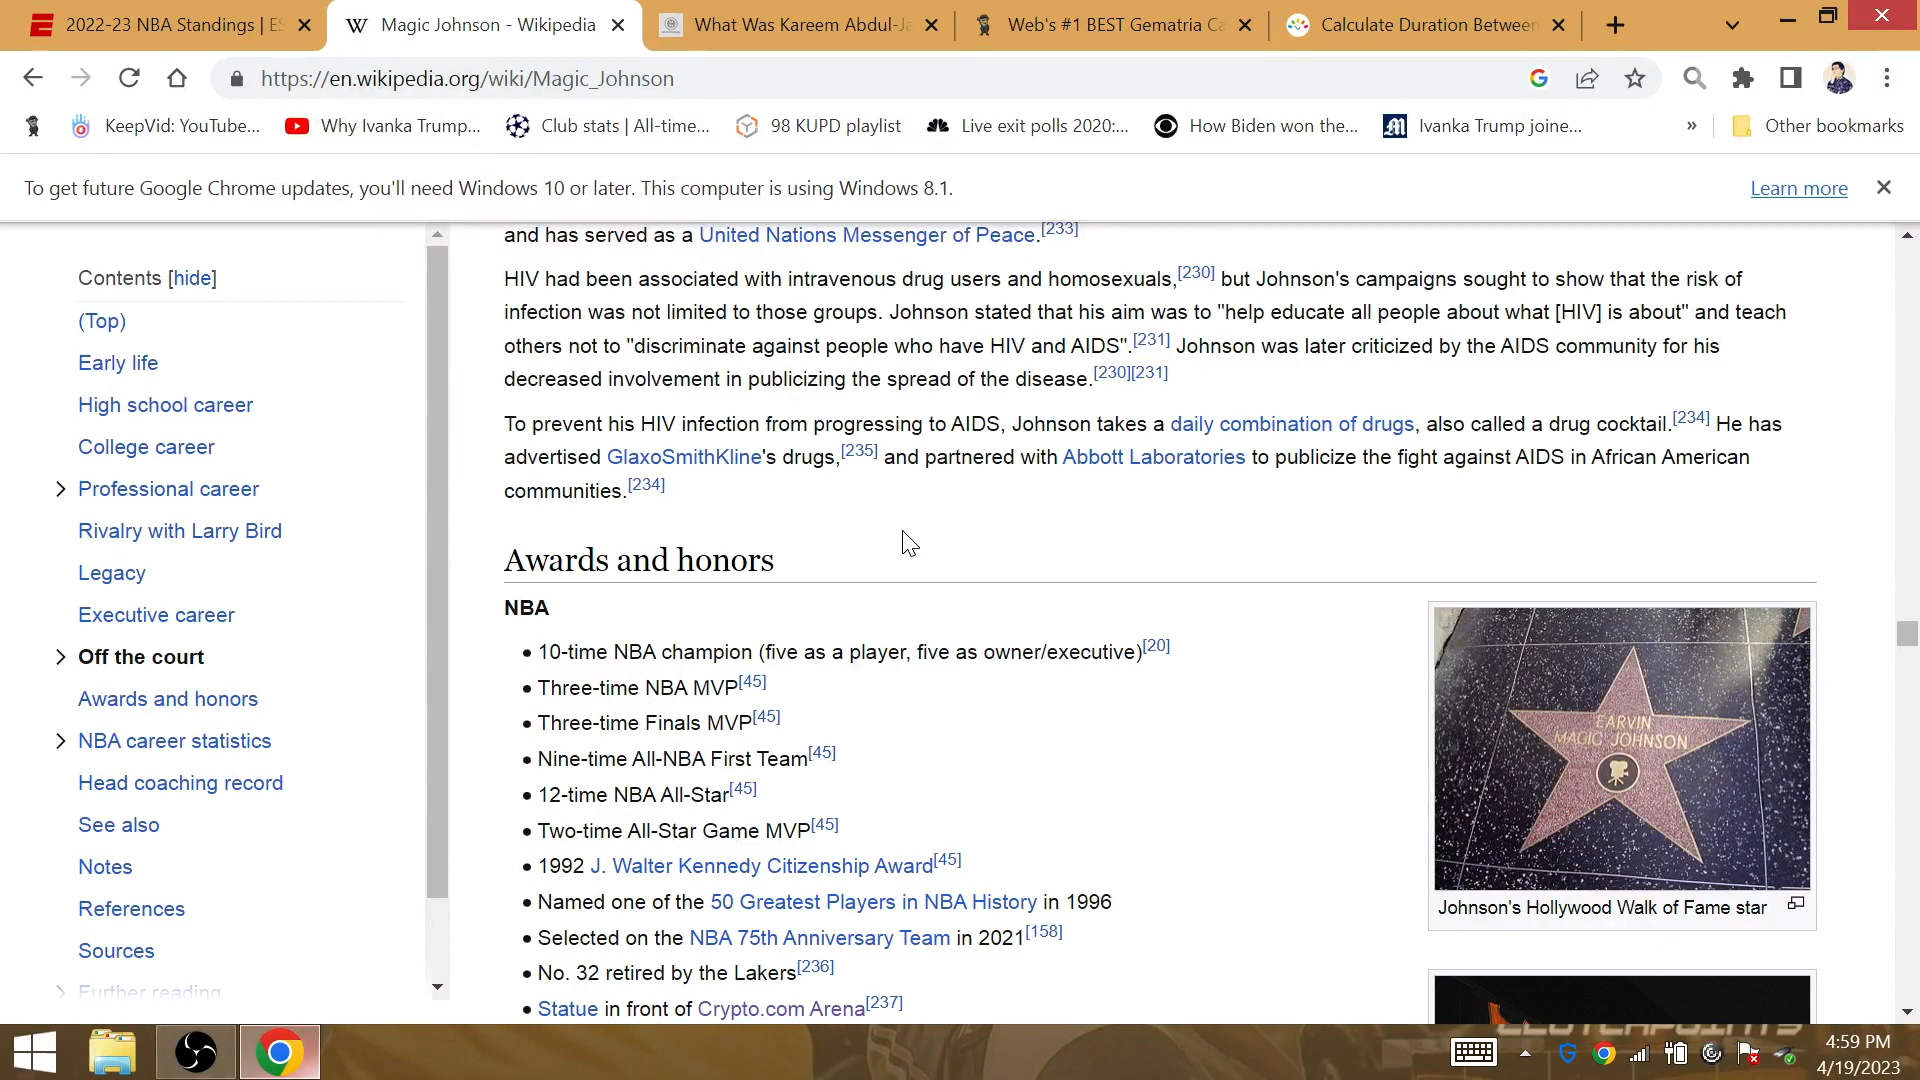 2022-23 NBA Standings | ES
Magic Johnson - Wikipedia
What Was Kareem Abdul-Ja
Web's #1 BEST Gematria Ca
Calculate Duration Between
https://en.wikipedia.org/wiki/Magic_Johnson
KeepVid: YouTube...
Why Ivanka Trump...
Club stats | All-time...
98 KUPD playlist
Live exit polls 2020:...
How Biden won the...
Ivanka Trump joine...
»
Other bookmarks
To get future Google Chrome updates, you'll need Windows 10 or later. This computer is using Windows 8.1.
Learn more
Contents [hide]
(Top)
Early life
High school career
College career
Professional career
Rivalry with Larry Bird
Legacy
Executive career
Off the court
Awards and honors
NBA career statistics
Head coaching record
See also
Notes
References
Sources
Further reading
and has served as a United Nations Messenger of Peace.[233]
HIV had been associated with intravenous drug users and homosexuals,[230] but Johnson's campaigns sought to show that the risk of
infection was not limited to those groups. Johnson stated that his aim was to "help educate all people about what [HIV] is about" and teach
others not to "discriminate against people who have HIV and AIDS".[231] Johnson was later criticized by the AIDS community for his
decreased involvement in publicizing the spread of the disease.[230][231]
To prevent his HIV infection from progressing to AIDS, Johnson takes a daily combination of drugs, also called a drug cocktail.[234] He has
advertised GlaxoSmithKline's drugs,[235] and partnered with Abbott Laboratories to publicize the fight against AIDS in African American
communities.[234]
Awards and honors
NBA
• 10-time NBA champion (five as a player, five as owner/executive)[20]
• Three-time NBA MVP[45]
• Three-time Finals MVP[45]
• Nine-time All-NBA First Team[45]
• 12-time NBA All-Star[45]
• Two-time All-Star Game MVP[45]
• 1992 J. Walter Kennedy Citizenship Award[45]
• Named one of the 50 Greatest Players in NBA History in 1996
• Selected on the NBA 75th Anniversary Team in 2021[158]
• No. 32 retired by the Lakers[236]
• Statue in front of Crypto.com Arena[237]
EARVIN
MAGIC JOHNSON
Johnson's Hollywood Walk of Fame star
CLUTCHPOINTS
4:59 PM
4/19/2023